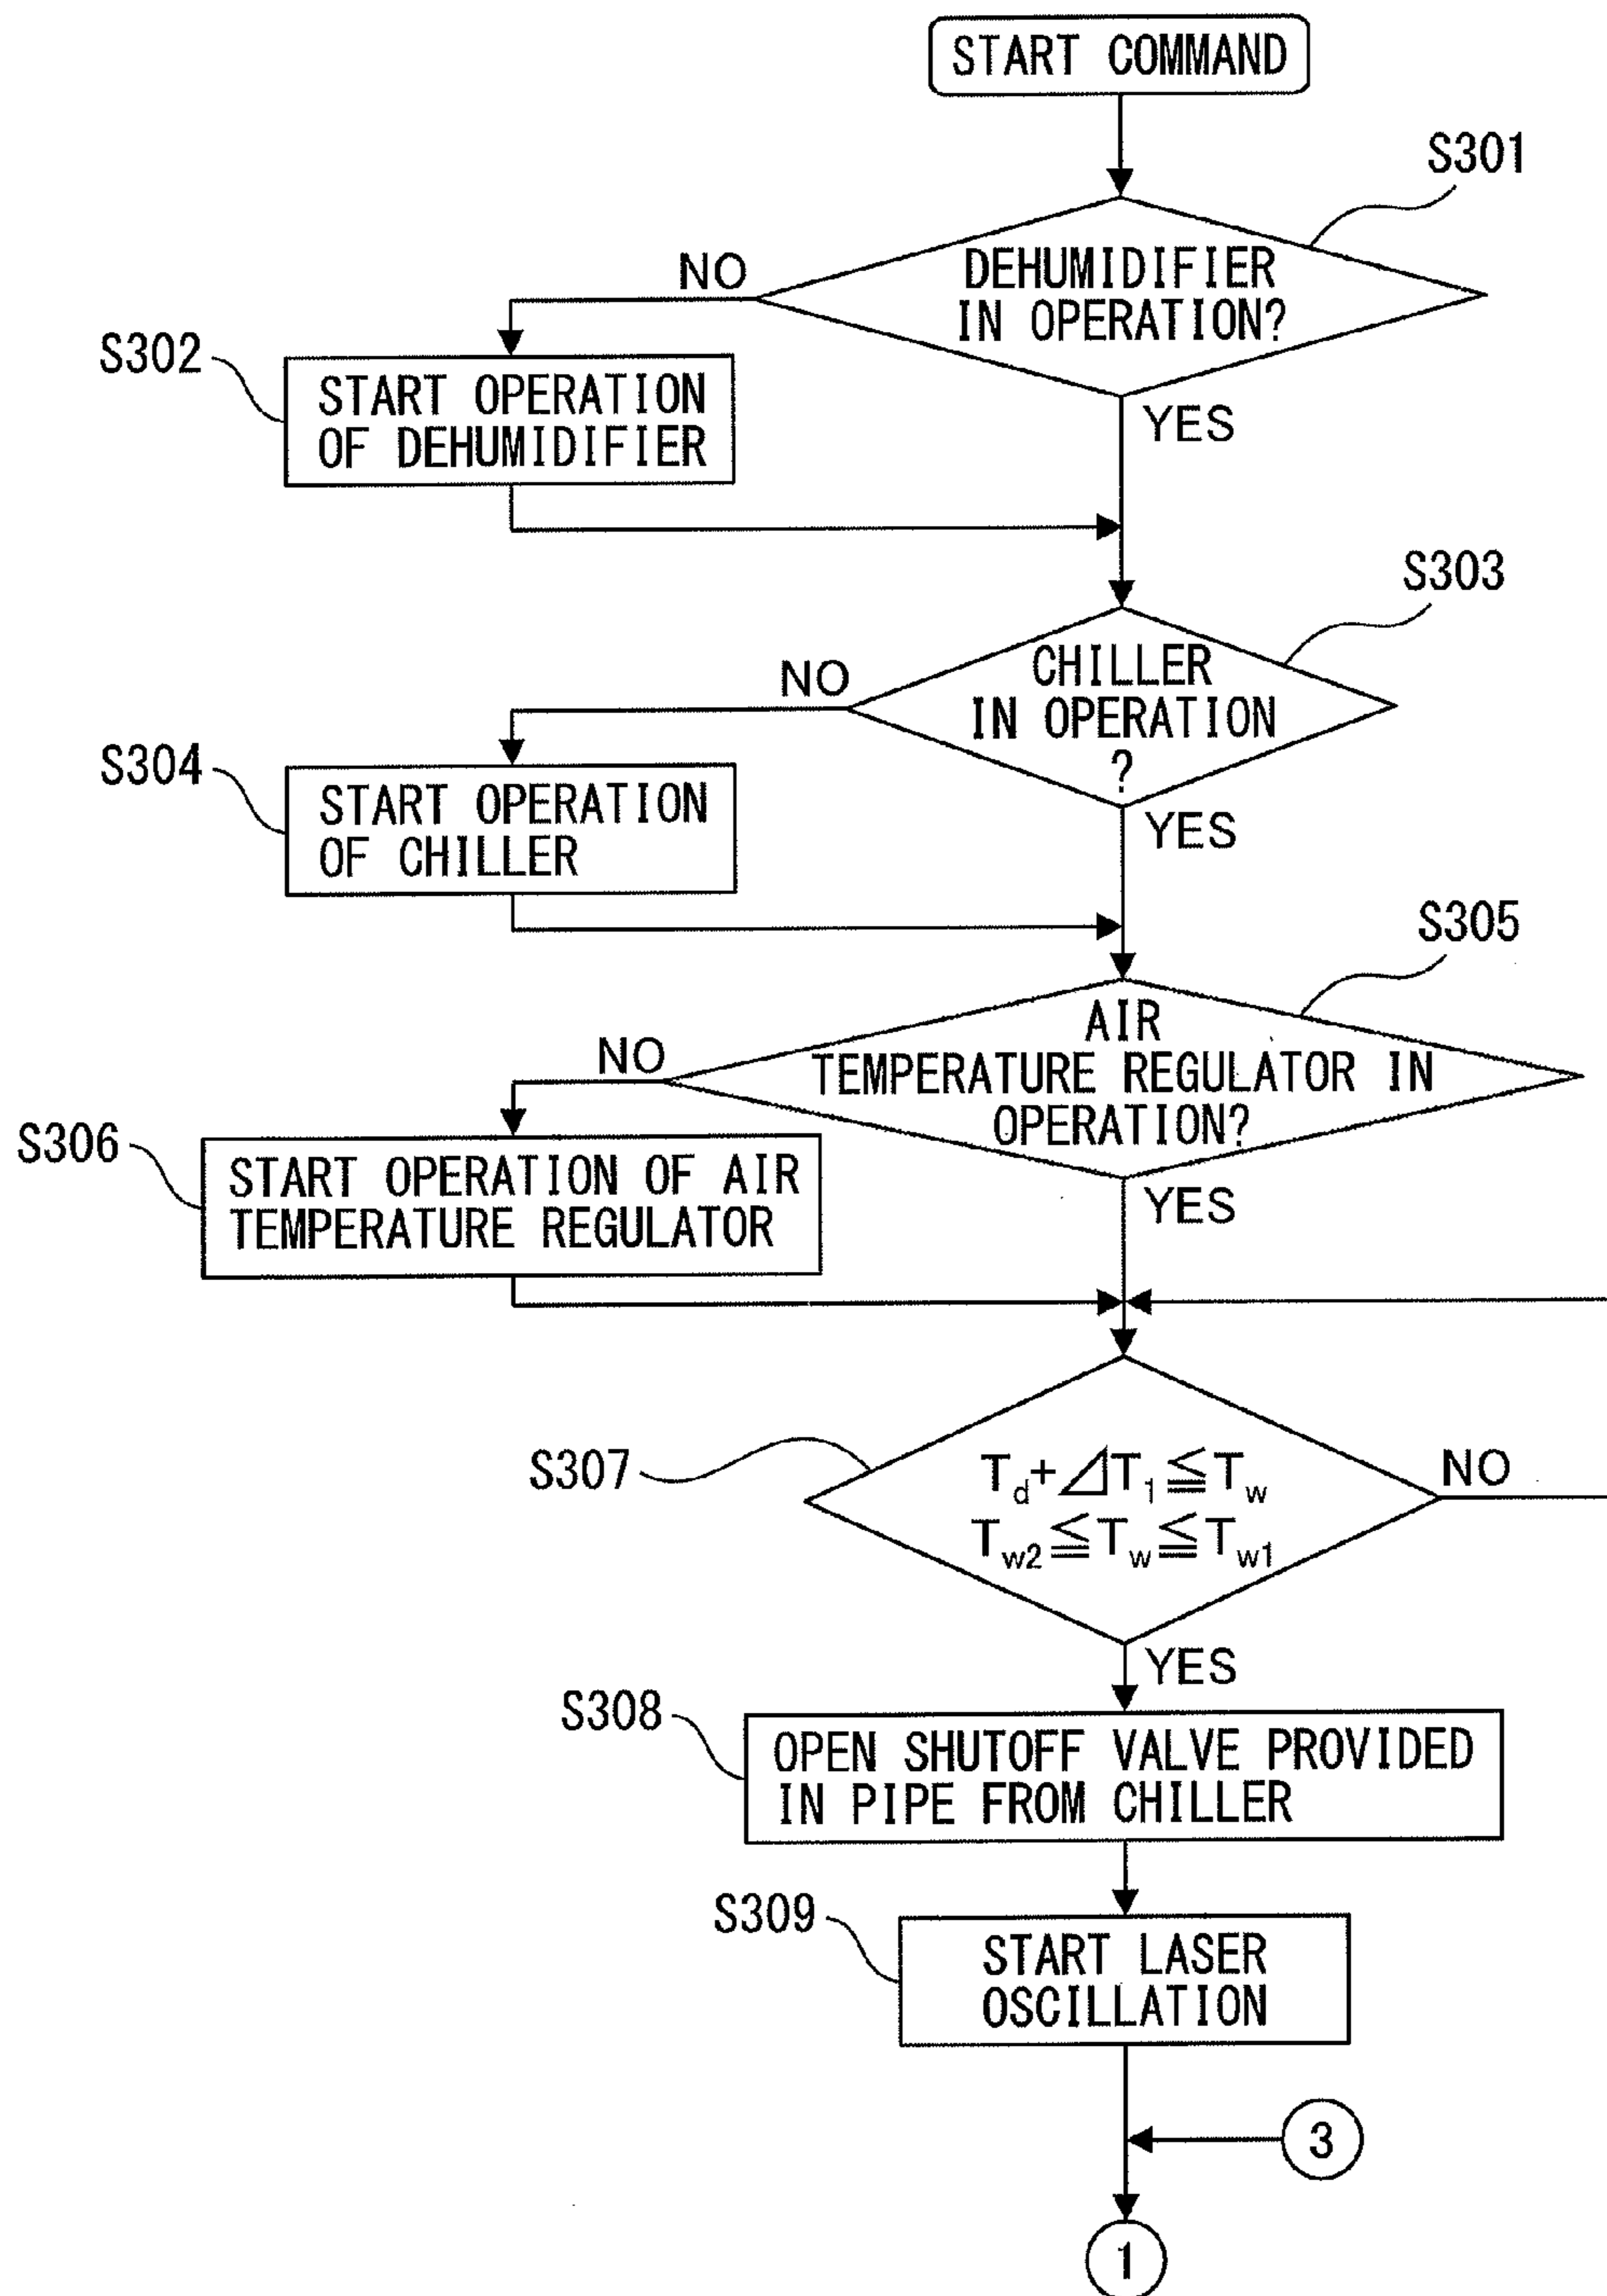 START COMMAND
S301
DEHUMIDIFIER
IN OPERATION?
NO
YES
S302
START OPERATION
OF DEHUMIDIFIER
S303
CHILLER
IN OPERATION
?
NO
YES
S304
START OPERATION
OF CHILLER
S305
AIR
TEMPERATURE REGULATOR IN
OPERATION?
NO
YES
S306
START OPERATION OF AIR
TEMPERATURE REGULATOR
S307
Td+⊿T1≦Tw
Tw2≦Tw≦Tw1
NO
YES
S308
OPEN SHUTOFF VALVE PROVIDED
IN PIPE FROM CHILLER
S309
START LASER
OSCILLATION
3
1